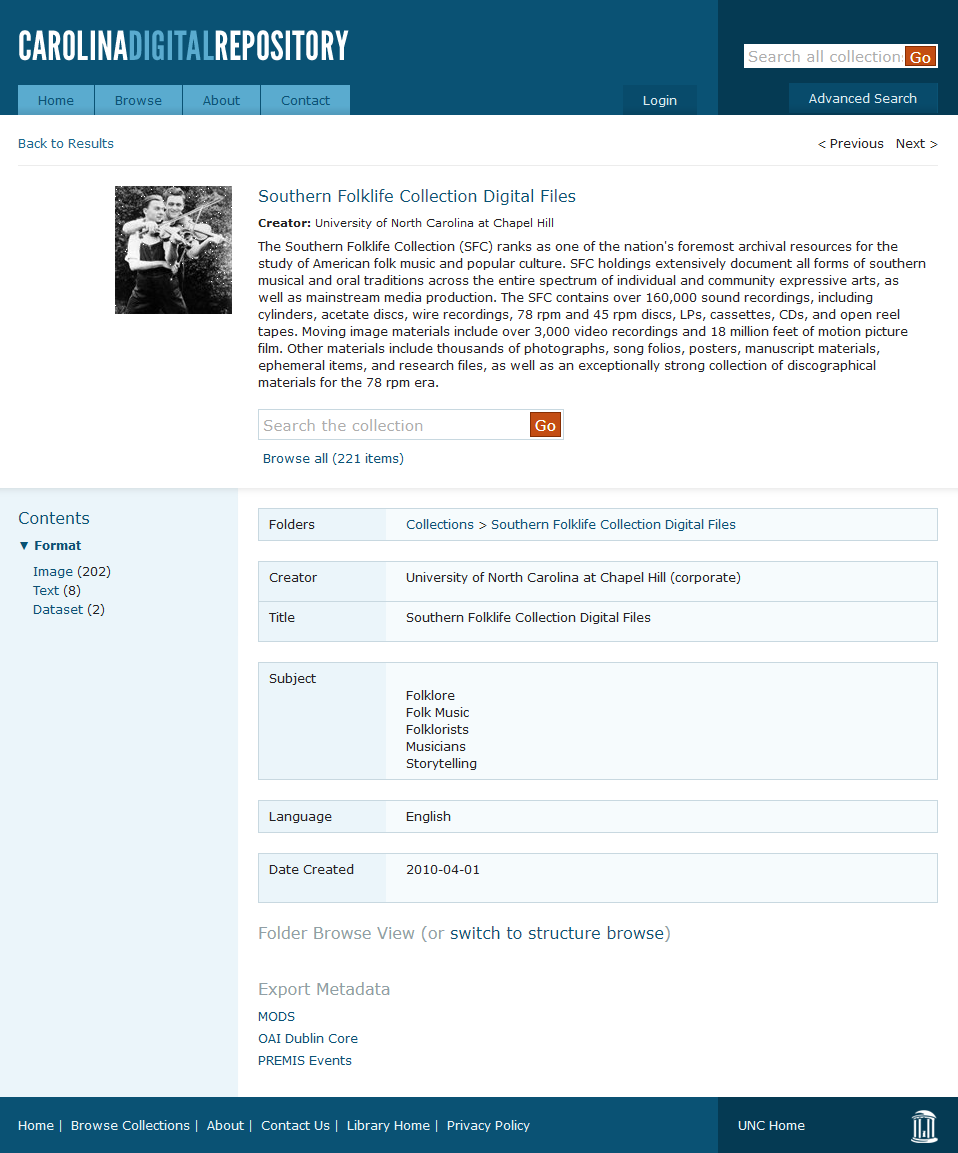 CAROLINADIGITALREPOSITORY
Search all collections
Go
Home
Browse
About
Contact
Login
Advanced Search
Back to Results
< Previous Next >
Southern Folklife Collection Digital Files
Creator: University of North Carolina at Chapel Hill
The Southern Folklife Collection (SFC) ranks as one of the nation's foremost archival resources for the
study of American folk music and popular culture. SFC holdings extensively document all forms of southern
musical and oral traditions across the entire spectrum of individual and community expressive arts, as
well as mainstream media production. The SFC contains over 160,000 sound recordings, including
cylinders, acetate discs, wire recordings, 78 rpm and 45 rpm discs, LPs, cassettes, CDs, and open reel
tapes. Moving image materials include over 3,000 video recordings and 18 million feet of motion picture
film. Other materials include thousands of photographs, song folios, posters, manuscript materials,
ephemeral items, and research files, as well as an exceptionally strong collection of discographical
materials for the 78 rpm era.
Search the collection
Go
Browse all (221 items)
Contents
▼ Format
Image (202)
Text (8)
Dataset (2)
Folders
Collections > Southern Folklife Collection Digital Files
Creator
University of North Carolina at Chapel Hill (corporate)
Title
Southern Folklife Collection Digital Files
Subject
Folklore
Folk Music
Folklorists
Musicians
Storytelling
Language
English
Date Created
2010-04-01
Folder Browse View (or switch to structure browse)
Export Metadata
MODS
OAI Dublin Core
PREMIS Events
Home | Browse Collections | About | Contact Us | Library Home | Privacy Policy
UNC Home